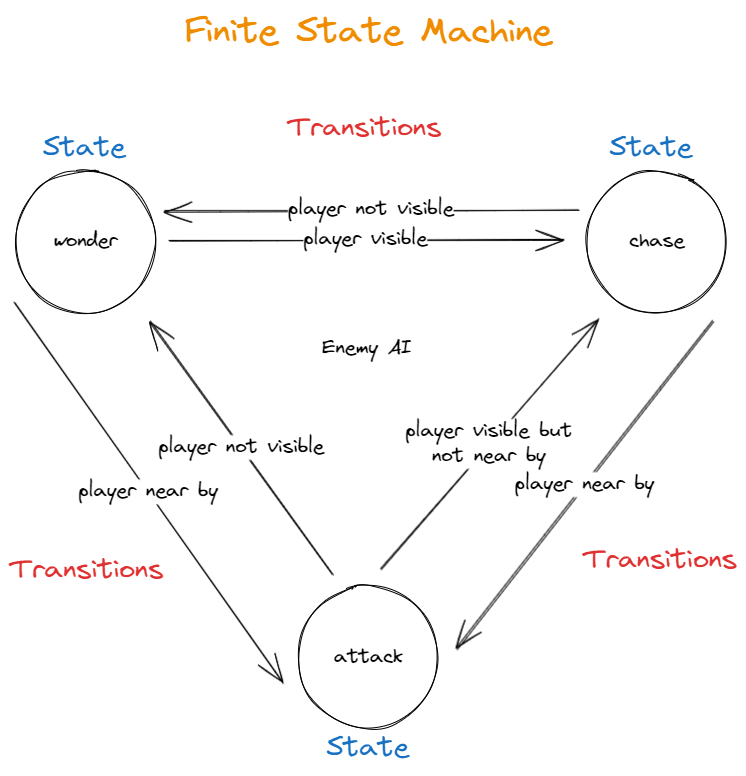 Finite State Machine
Transitions
State
State
player not visible
player visible
wonder
chase
Enemy AI
player visible but
not near by
player not visible
player near by
player near by
Transitions
Transitions
attack
State